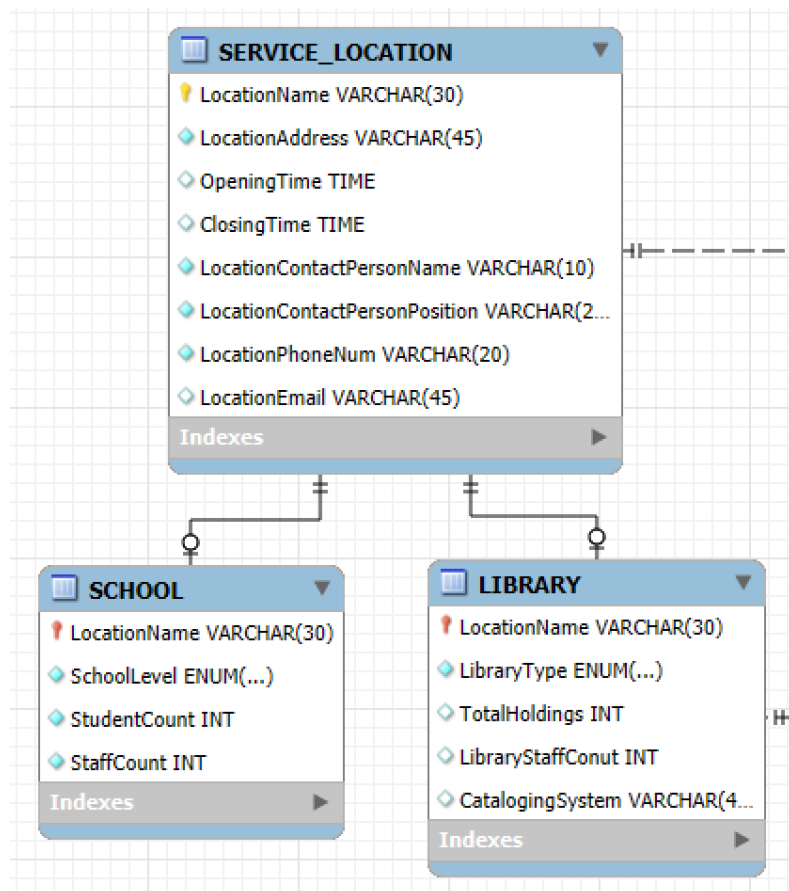 SERVICE_LOCATION
LocationName VARCHAR(30)
LocationAddress VARCHAR(45)
OpeningTime TIME
ClosingTime TIME
LocationContactPersonName VARCHAR(10)
LocationContactPersonPosition VARCHAR(2...
LocationPhoneNum VARCHAR(20)
LocationEmail VARCHAR(45)
Indexes
SCHOOL
LocationName VARCHAR(30)
SchoolLevel ENUM(...)
StudentCount INT
StaffCount INT
Indexes
LIBRARY
LocationName VARCHAR(30)
LibraryType ENUM(...)
TotalHoldings INT
LibraryStaffConut INT
CatalogingSystem VARCHAR(4...
Indexes